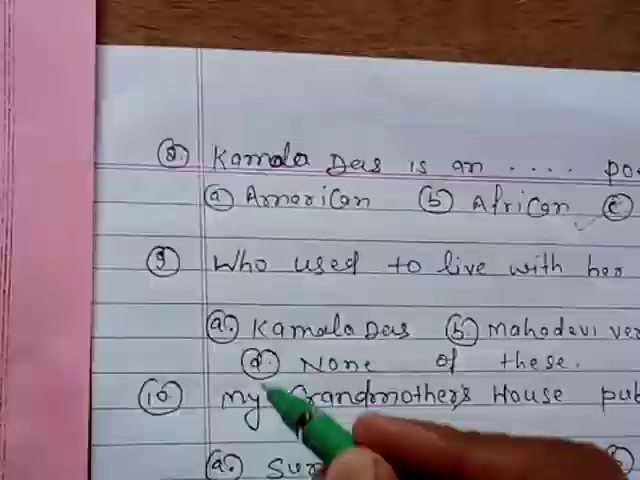 8. Kamala Das is an .... po
a. American b. African c
9. Who used to live with her
a. Kamala Das b. Mahadevi ver
d. None of these.
10. My Grandmother's House pub
a. Sur